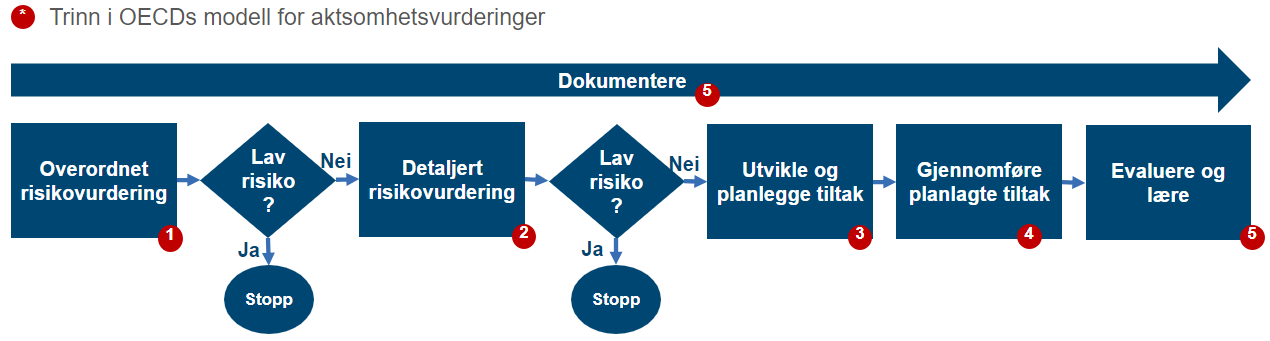 * Trinn i OECDs modell for aktsomhetsvurderinger
Dokumentere
5
Overordnet
risikovurdering
1
Lav
risiko
?
Nei
Ja
Stopp
Detaljert
risikovurdering
2
Lav
risiko
?
Nei
Ja
Stopp
Utvikle og
planlegge tiltak
3
Gjennomføre
planlagte tiltak
4
Evaluere og
lære
5